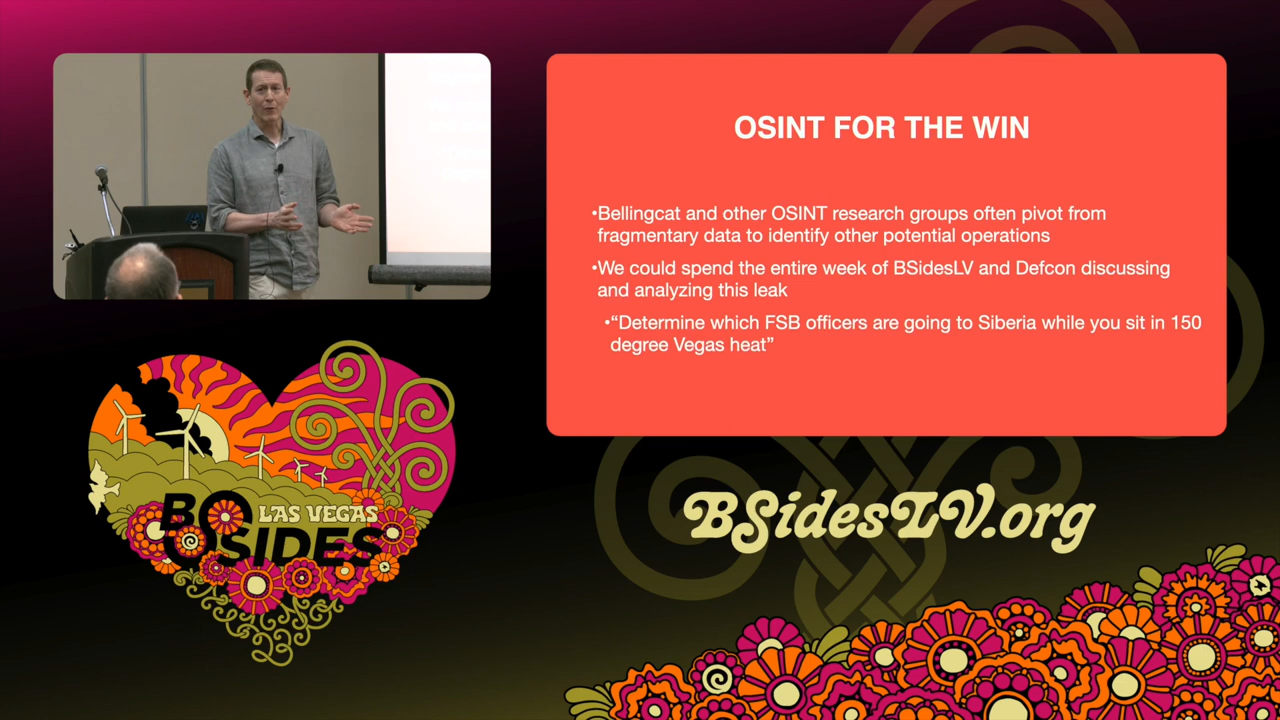 OSINT FOR THE WIN
•Bellingcat and other OSINT research groups often pivot from
fragmentary data to identify other potential operations
•We could spend the entire week of BSidesLV and Defcon discussing
and analyzing this leak
•“Determine which FSB officers are going to Siberia while you sit in 150
degree Vegas heat”
LAS VEGAS
BSIDES
BSidesLV.org
23